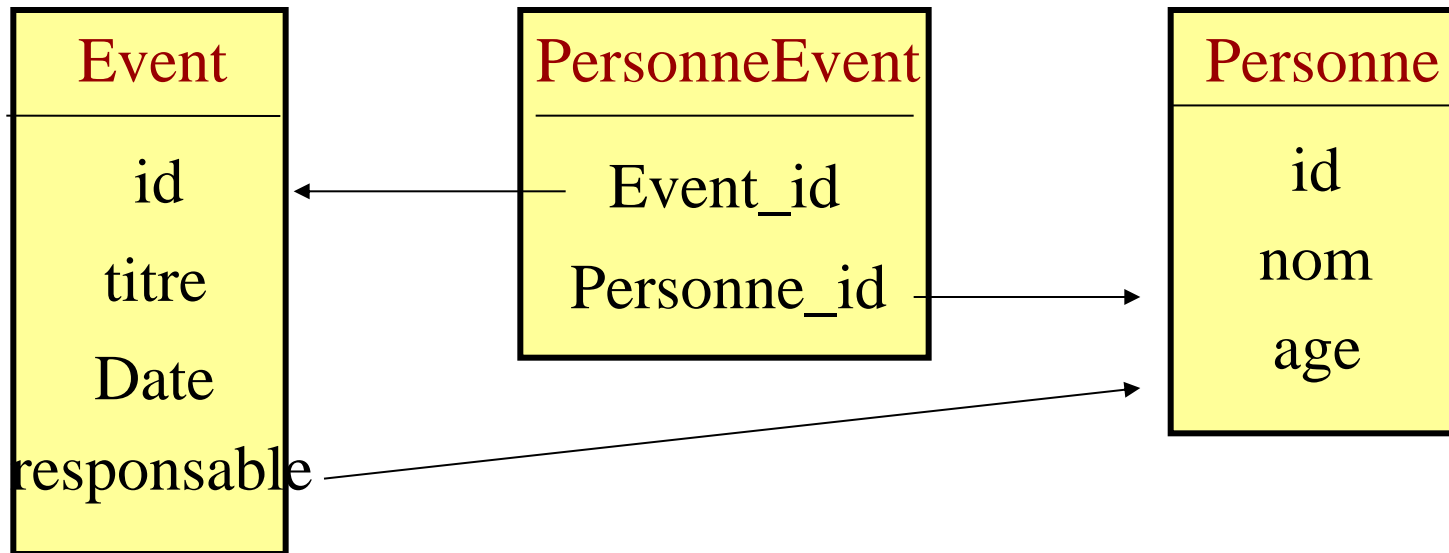 Event
id
titre
Date
responsable
PersonneEvent
Event_id
Personne_id
Personne
id
nom
age